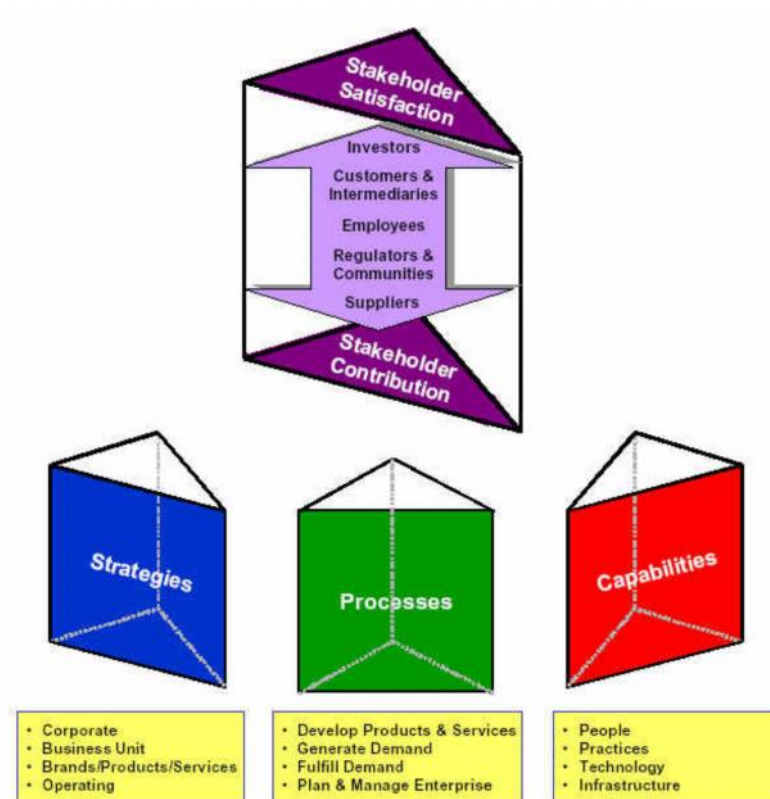 Stakeholder
Satisfaction
Investors
Customers &
Intermediaries
Employees
Regulators &
Communities
Suppliers
Stakeholder
Contribution
Strategies
Processes
Capabilities
• Corporate
• Business Unit
• Brands/Products/Services
• Operating
• Develop Products & Services
• Generate Demand
• Fulfill Demand
• Plan & Manage Enterprise
• People
• Practices
• Technology
• Infrastructure